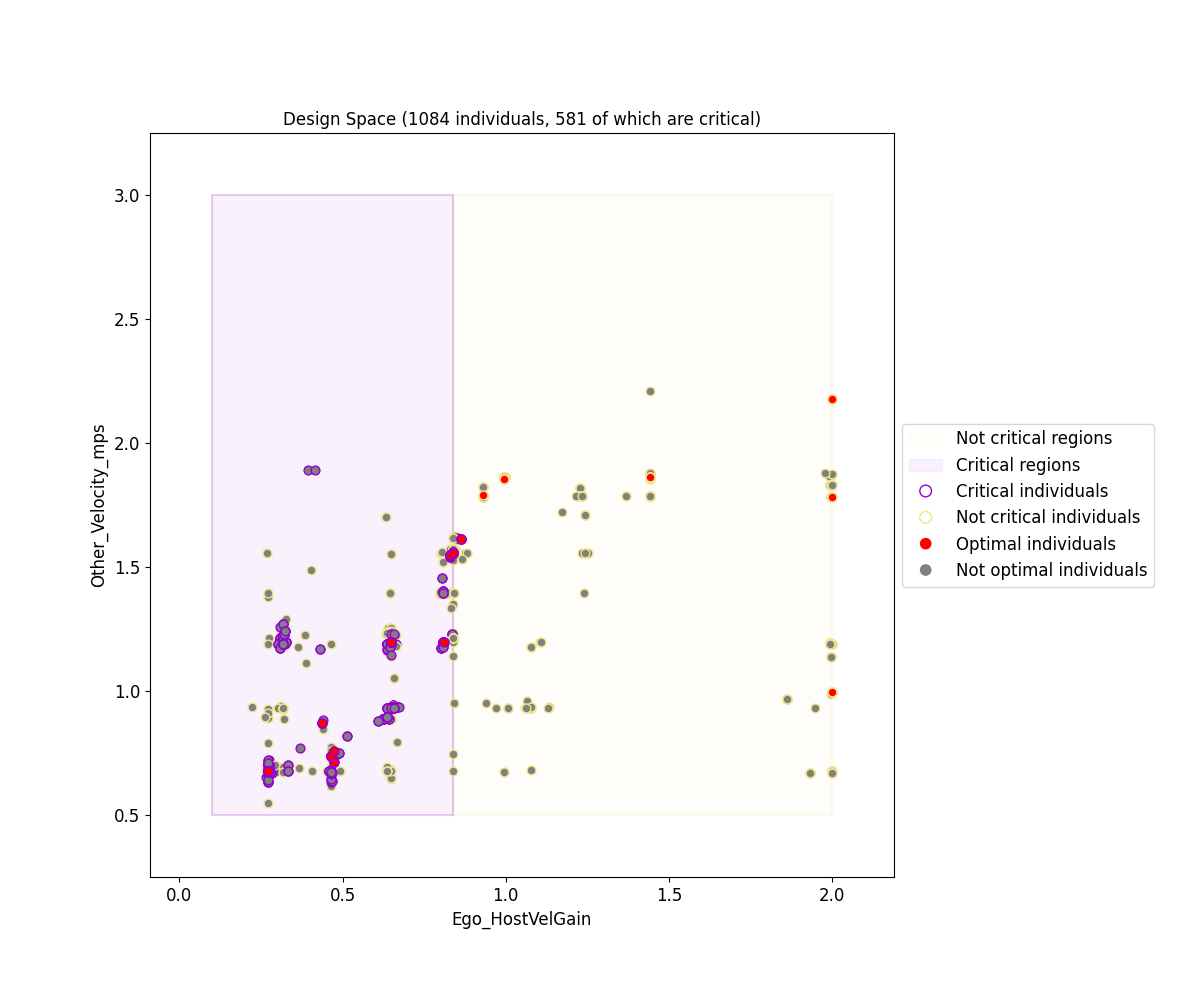 Design Space (1084 individuals, 581 of which are critical)
3.0
2.5
2.0
1.5
1.0
0.5
Other_Velocity_mps
0.0
0.5
1.0
1.5
2.0
Ego_HostVelGain
Not critical regions
Critical regions
Critical individuals
Not critical individuals
Optimal individuals
Not optimal individuals